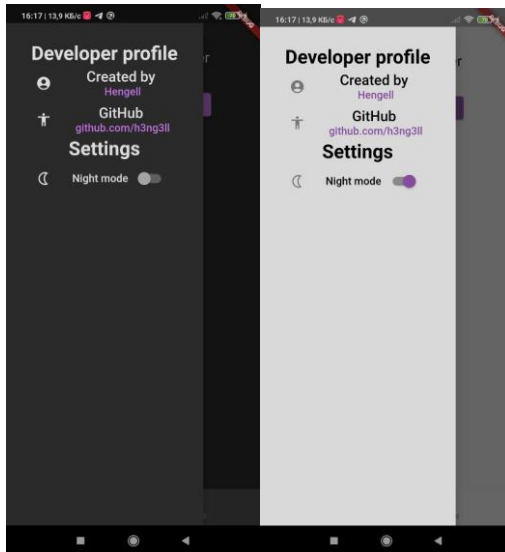 16:17 | 13,9 КБ/с
Developer profile
Created by
Hengell
GitHub
github.com/h3ng3ll
Settings
Night mode
16:17 | 13,9 КБ/с
Developer profile
Created by
Hengell
GitHub
github.com/h3ng3ll
Settings
Night mode